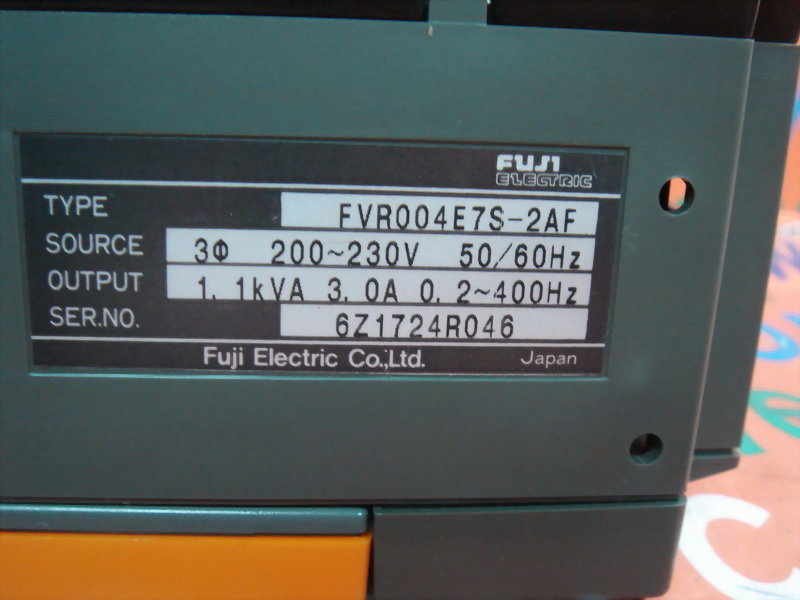 FUJI
ELECTRIC
TYPE FVR004E7S-2AF
SOURCE 3Φ 200~230V 50/60Hz
OUTPUT 1.1kVA 3.0A 0.2~400Hz
SER.NO. 6Z1724R046
Fuji Electric Co.,Ltd. Japan